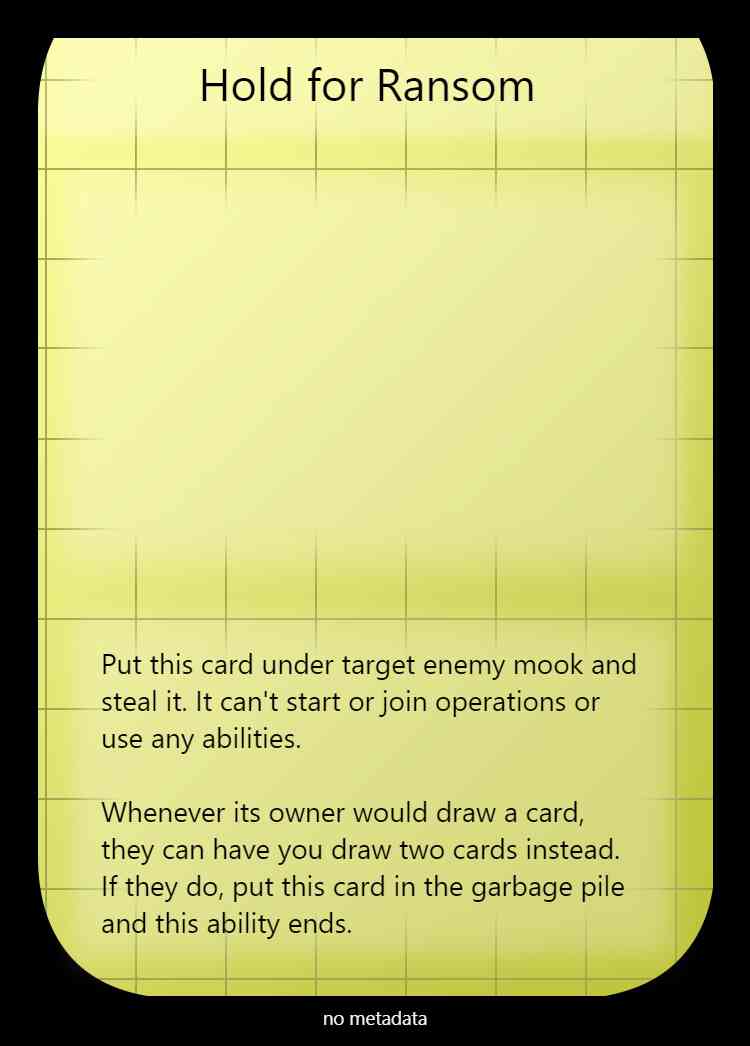 Hold for Ransom
Put this card under target enemy mook and
steal it. It can't start or join operations or
use any abilities.
Whenever its owner would draw a card,
they can have you draw two cards instead.
If they do, put this card in the garbage pile
and this ability ends.
no metadata